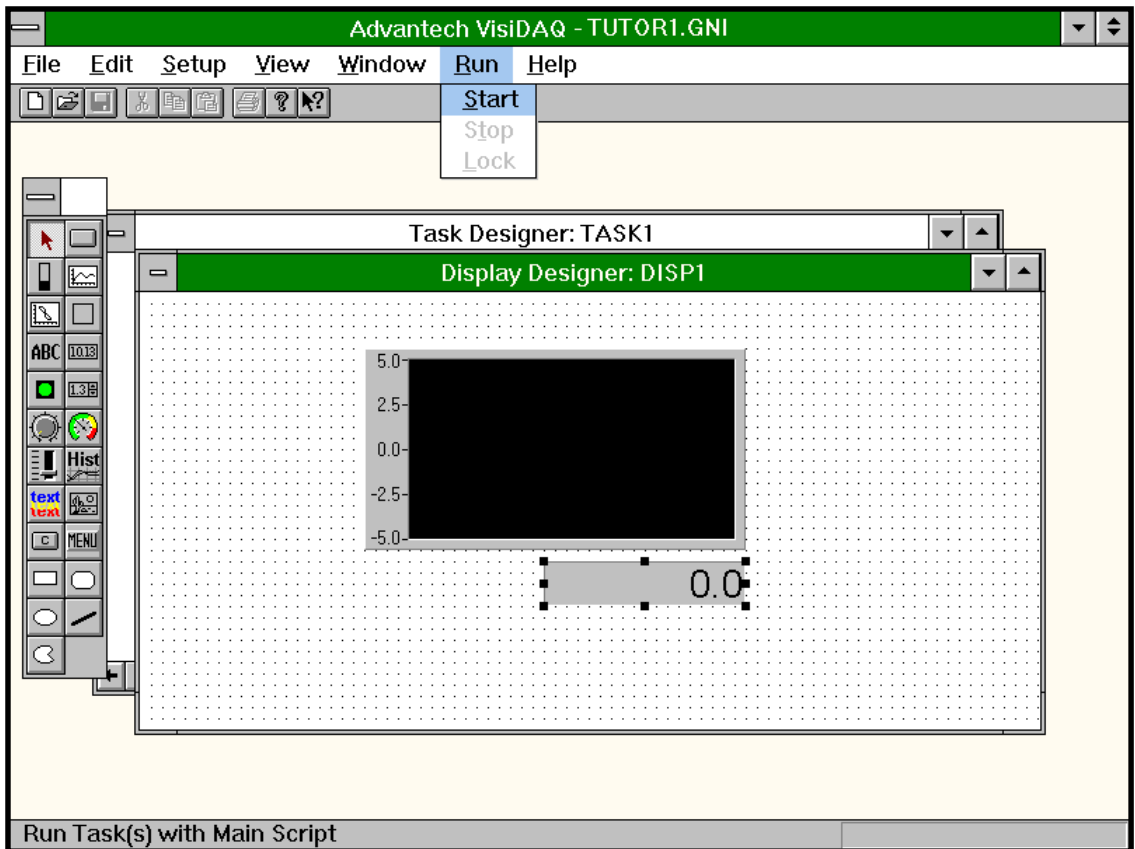 Advantech VisiDAQ - TUTOR1.GNI
File Edit Setup View Window Run Help
Start
Stop
Lock
Task Designer: TASK1
Display Designer: DISP1
ABC 10.13
1.3
Hist
text
text
C MENU
5.0
2.5
0.0
-2.5
-5.0
0.0
Run Task(s) with Main Script